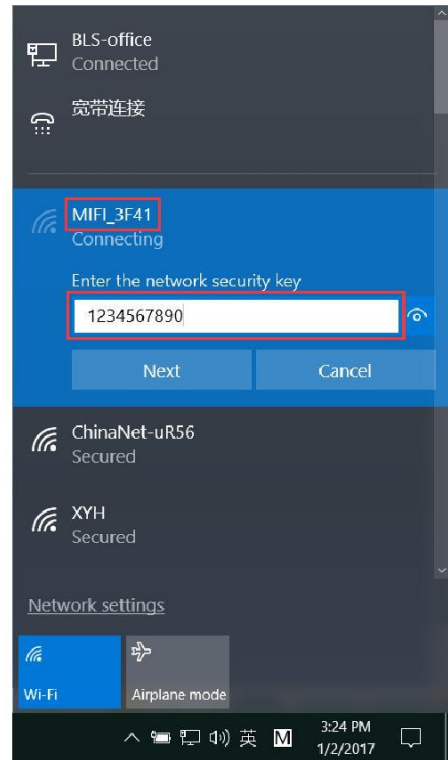 BLS-office
Connected
宽带连接
MIFI_3F41
Connecting
Enter the network security key
1234567890
Next Cancel
ChinaNet-uR56
Secured
XYH
Secured
Network settings
Wi-Fi Airplane mode
英 M 3:24 PM
1/2/2017